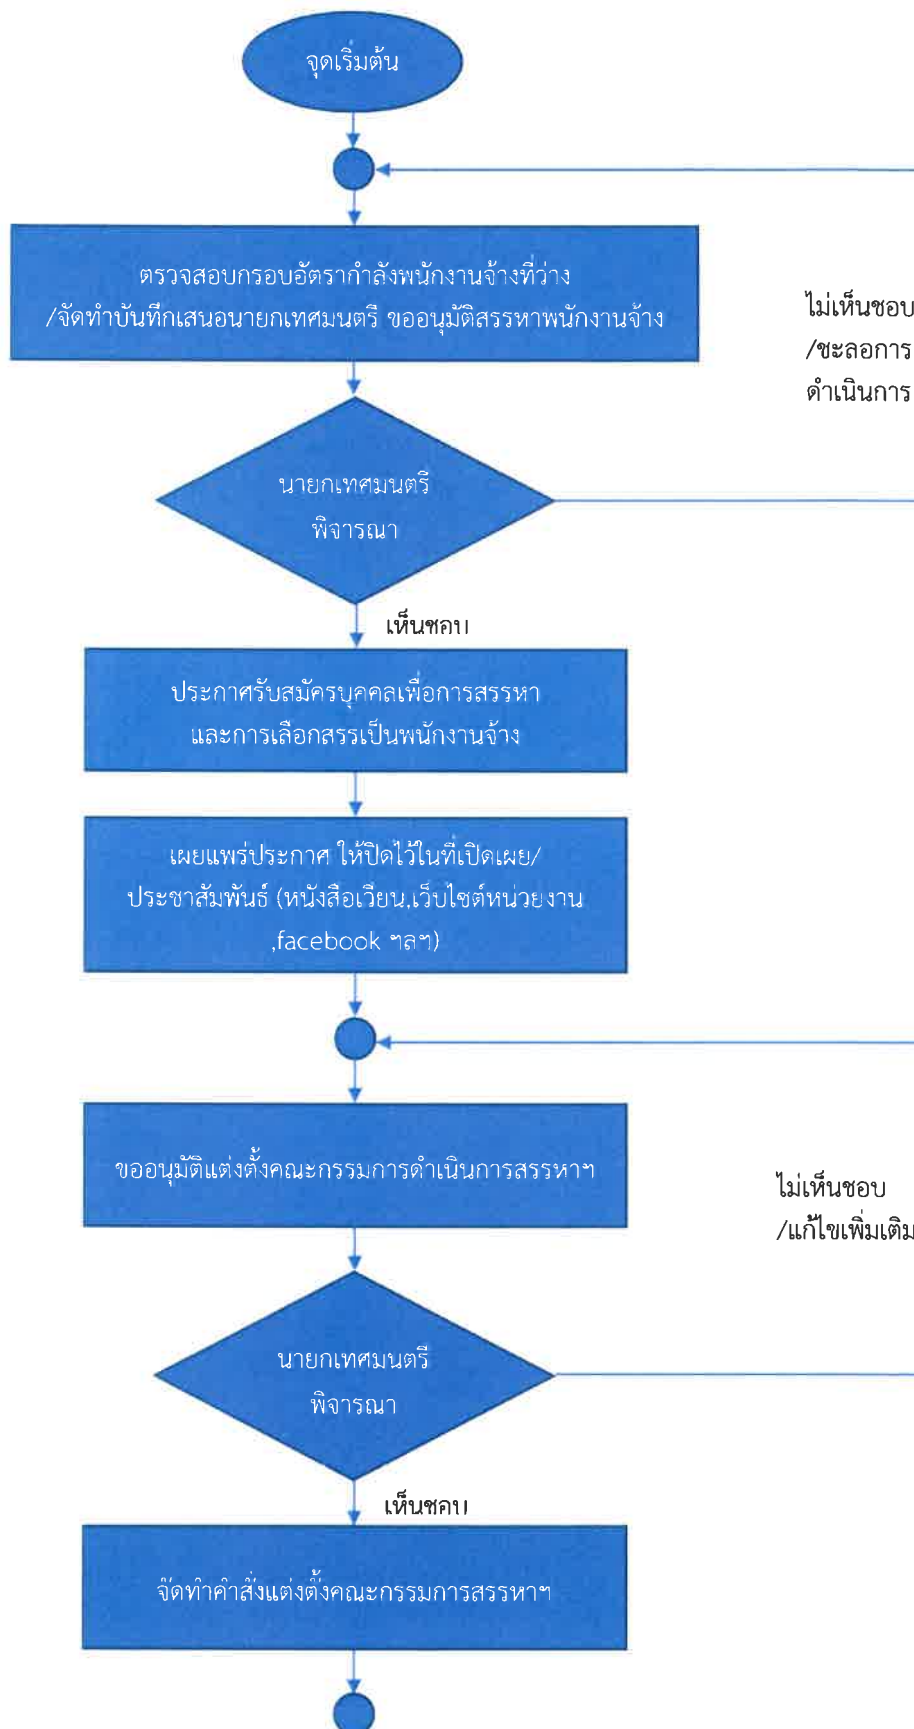 จุดเริ่มต้น
ตรวจสอบกรอบอัตรากำลังพนักงานจ้างที่ว่าง
/จัดทำบันทึกเสนอนายกเทศมนตรี ขออนุมัติสรรหาพนักงานจ้าง
ไม่เห็นชอบ
/ชะลอการ
ดำเนินการ
นายกเทศมนตรี
พิจารณา
เห็นชอบ
ประกาศรับสมัครบุคคลเพื่อการสรรหา
และการเลือกสรรเป็นพนักงานจ้าง
เผยแพร่ประกาศ ให้ปิดไว้ในที่เปิดเผย/
ประชาสัมพันธ์ (หนังสือเวียน,เว็บไซต์หน่วยงาน
,facebook ฯลฯ)
ขออนุมัติแต่งตั้งคณะกรรมการดำเนินการสรรหาฯ
ไม่เห็นชอบ
/แก้ไขเพิ่มเติม
นายกเทศมนตรี
พิจารณา
เห็นชอบ
จัดทำคำสั่งแต่งตั้งคณะกรรมการสรรหาฯ